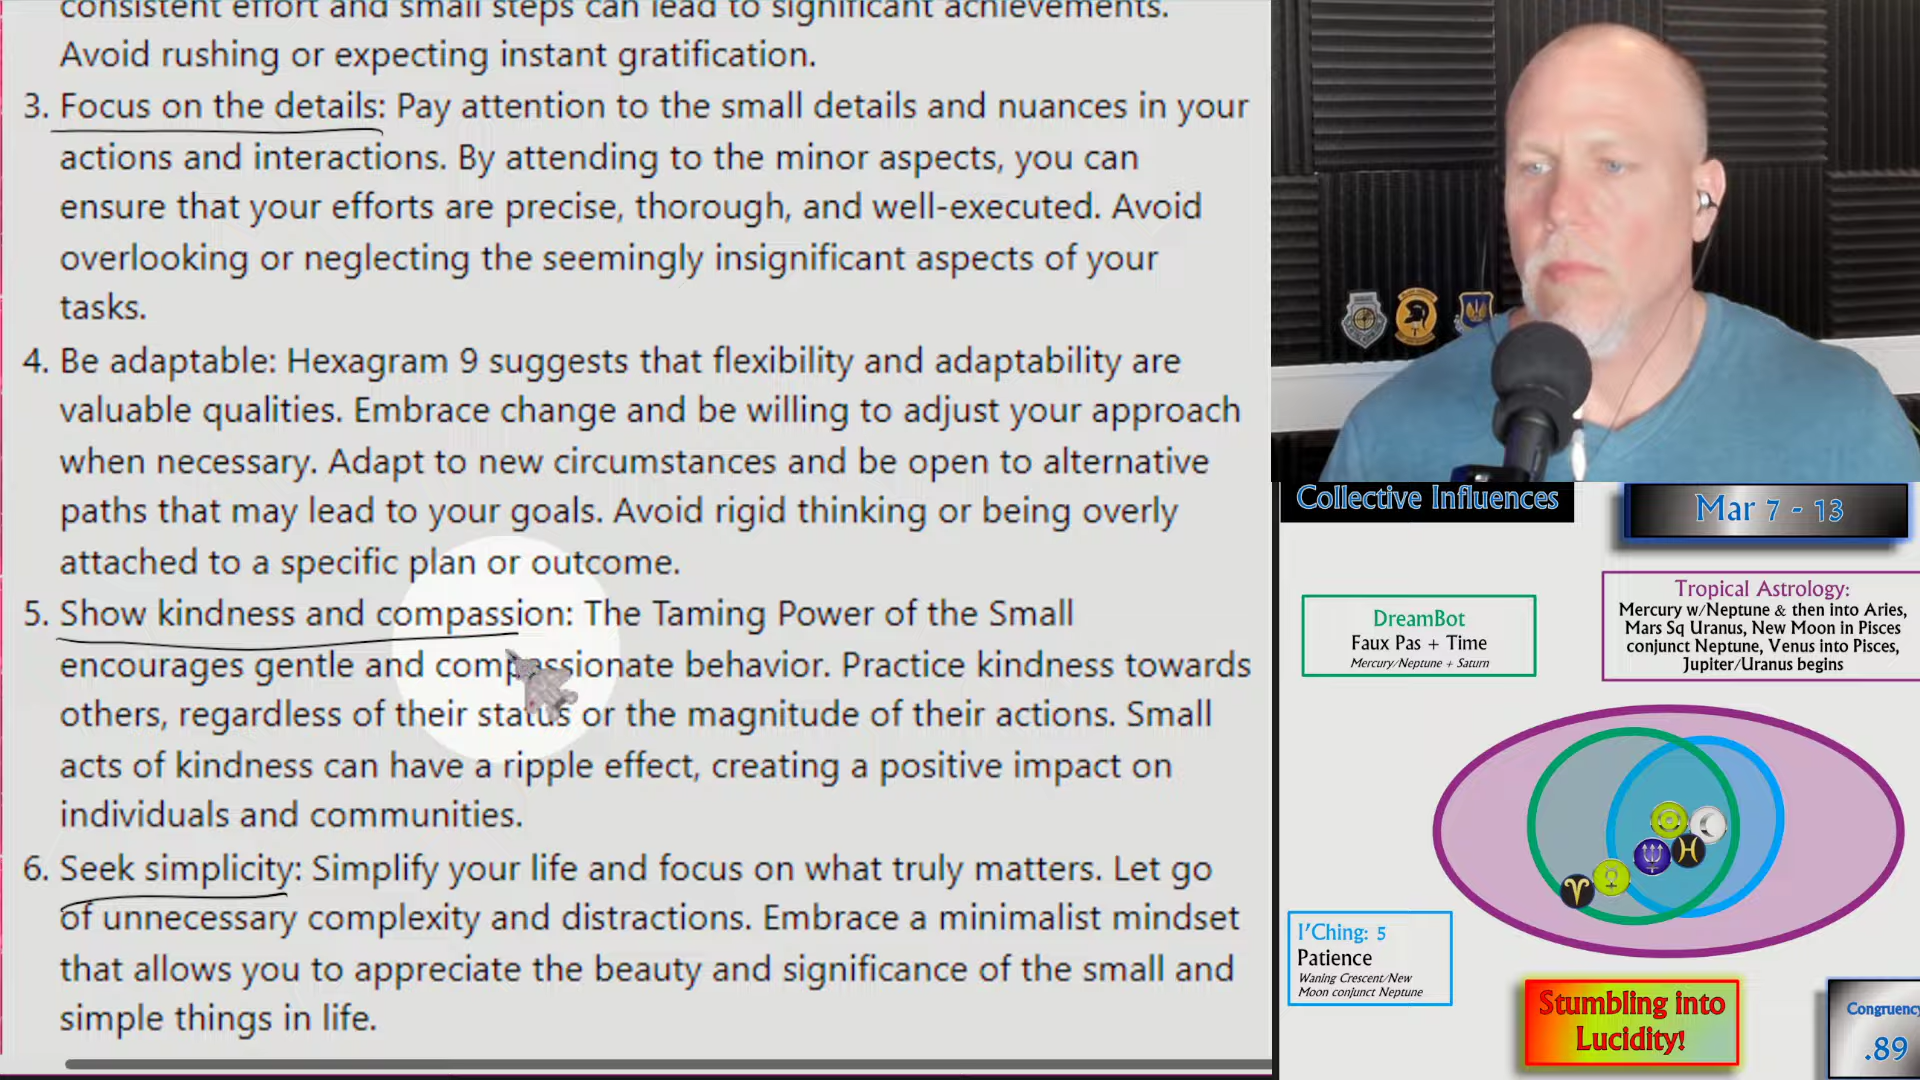 consistent effort and small steps can lead to significant achievements.
Avoid rushing or expecting instant gratification.
3. Focus on the details: Pay attention to the small details and nuances in your
actions and interactions. By attending to the minor aspects, you can
ensure that your efforts are precise, thorough, and well-executed. Avoid
overlooking or neglecting the seemingly insignificant aspects of your
tasks.
4. Be adaptable: Hexagram 9 suggests that flexibility and adaptability are
valuable qualities. Embrace change and be willing to adjust your approach
when necessary. Adapt to new circumstances and be open to alternative
paths that may lead to your goals. Avoid rigid thinking or being overly
attached to a specific plan or outcome.
5. Show kindness and compassion: The Taming Power of the Small
encourages gentle and compassionate behavior. Practice kindness towards
others, regardless of their status or the magnitude of their actions. Small
acts of kindness can have a ripple effect, creating a positive impact on
individuals and communities.
6. Seek simplicity: Simplify your life and focus on what truly matters. Let go
of unnecessary complexity and distractions. Embrace a minimalist mindset
that allows you to appreciate the beauty and significance of the small and
simple things in life.
Collective Influences
Mar 7 - 13
DreamBot
Faux Pas + Time
Mercury/Neptune + Saturn
Tropical Astrology:
Mercury w/Neptune & then into Aries,
Mars Sq Uranus, New Moon in Pisces
conjunct Neptune, Venus into Pisces,
Jupiter/Uranus begins
I'Ching: 5
Patience
Waning Crescent/New
Moon conjunct Neptune
Stumbling into
Lucidity!
Congruency
.89